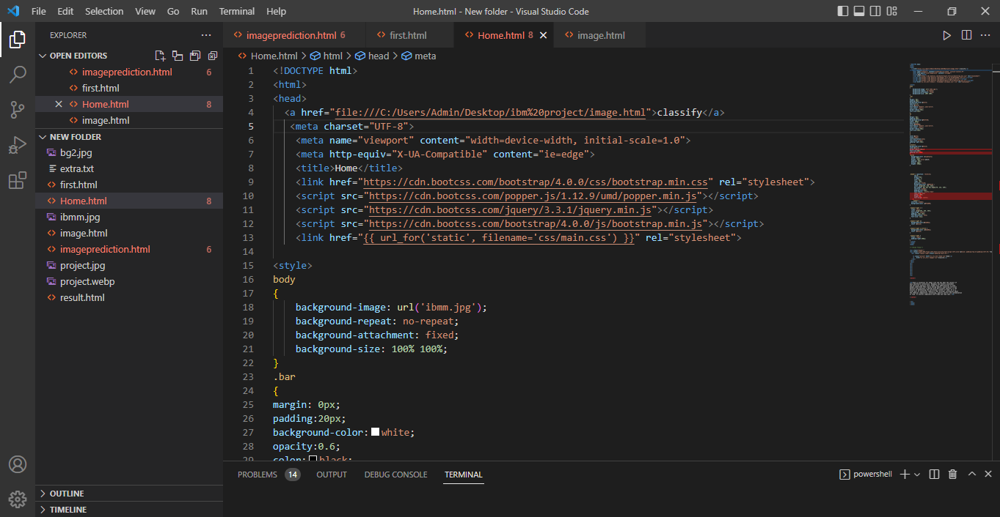 File Edit Selection View Go Run Terminal Help
Home.html - New folder - Visual Studio Code
EXPLORER
OPEN EDITORS
imageprediction.html 6
first.html
Home.html 8
image.html
NEW FOLDER
bg2.jpg
extra.txt
first.html
Home.html 8
ibmm.jpg
image.html
imageprediction.html 6
project.jpg
project.webp
result.html
OUTLINE
TIMELINE
imageprediction.html 6 first.html Home.html 8 image.html
Home.html > html > head > meta
1 <!DOCTYPE html>
2 <html>
3 <head>
4 <a href="file:///C:/Users/Admin/Desktop/ibm%20project/image.html">classify</a>
5 <meta charset="UTF-8">
6 <meta name="viewport" content="width=device-width, initial-scale=1.0">
7 <meta http-equiv="X-UA-Compatible" content="ie=edge">
8 <title>Home</title>
9 <link href="https://cdn.bootcss.com/bootstrap/4.0.0/css/bootstrap.min.css" rel="stylesheet">
10 <script src="https://cdn.bootcss.com/popper.js/1.12.9/umd/popper.min.js"></script>
11 <script src="https://cdn.bootcss.com/jquery/3.3.1/jquery.min.js"></script>
12 <script src="https://cdn.bootcss.com/bootstrap/4.0.0/js/bootstrap.min.js"></script>
13 <link href="{{ url_for('static', filename='css/main.css') }}" rel="stylesheet">
14
15 <style>
16 body
17 {
18 background-image: url('ibmm.jpg');
19 background-repeat: no-repeat;
20 background-attachment: fixed;
21 background-size: 100% 100%;
22 }
23 .bar
24 {
25 margin: 0px;
26 padding:20px;
27 background-color: white;
28 opacity:0.6;
29 color: black;
PROBLEMS 14 OUTPUT DEBUG CONSOLE TERMINAL
powershell